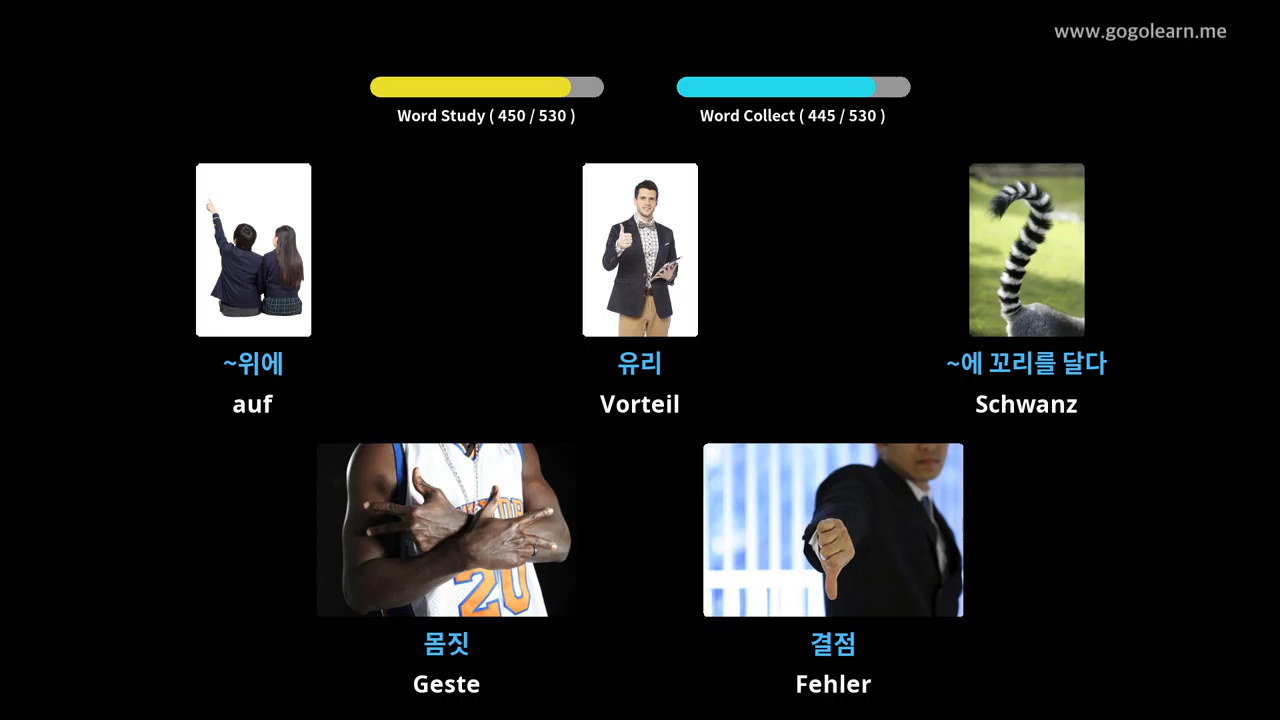 www.gogolearn.me
Word Study ( 450 / 530 )
Word Collect ( 445 / 530 )
~위에
auf
유리
Vorteil
~에 꼬리를 달다
Schwanz
20
몸짓
Geste
결점
Fehler